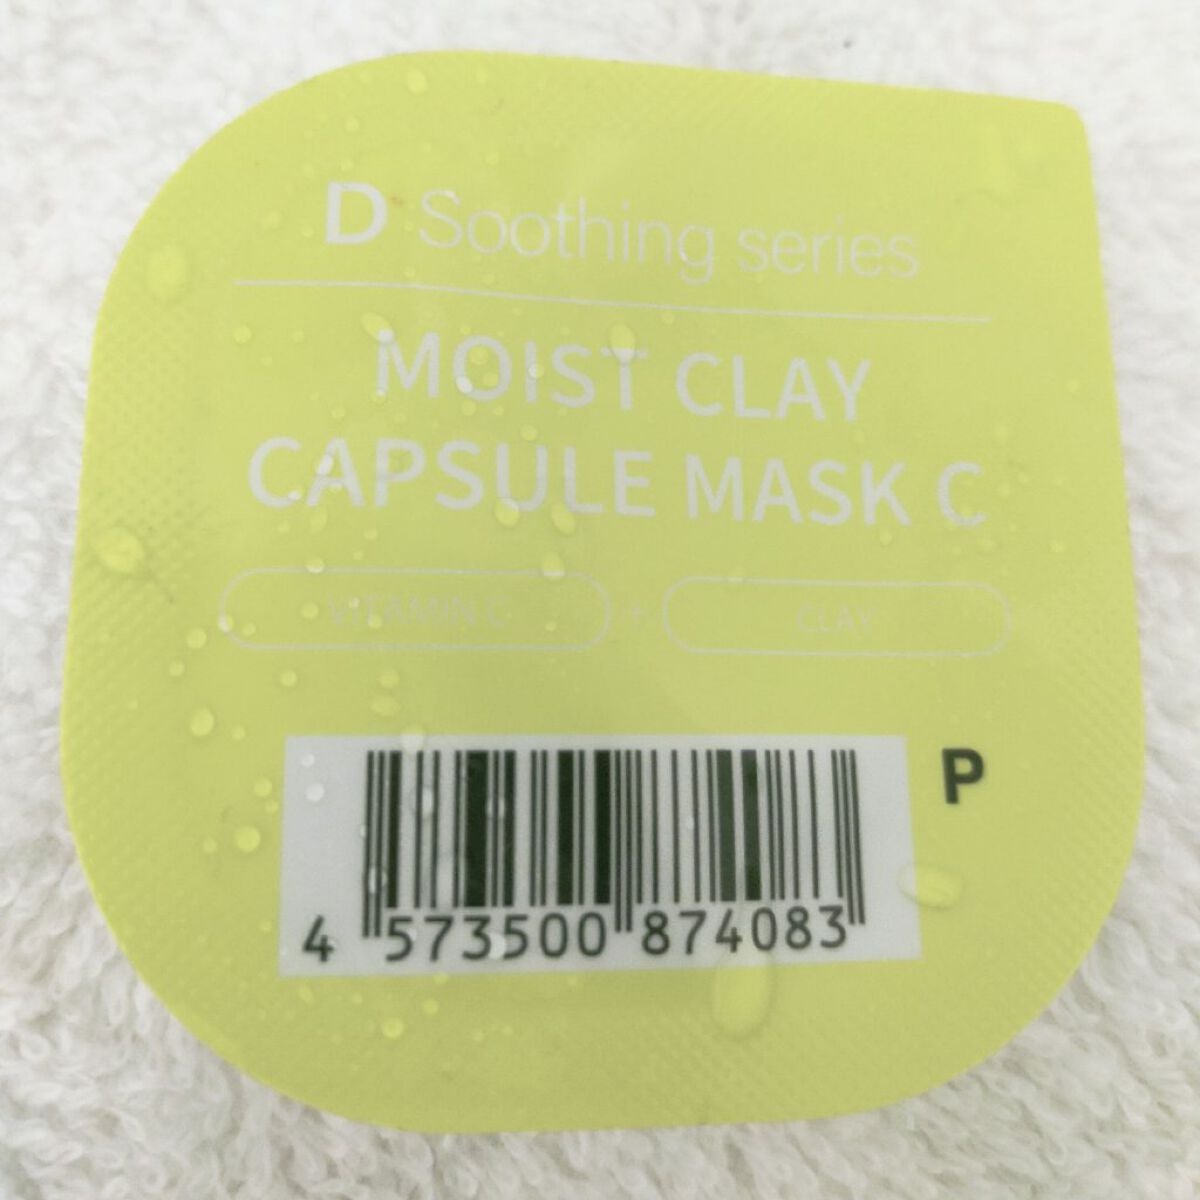 D Soothing series
MOIST CLAY
CAPSULE MASK C
VITAMIN C + CLAY
P
4 573500 874083